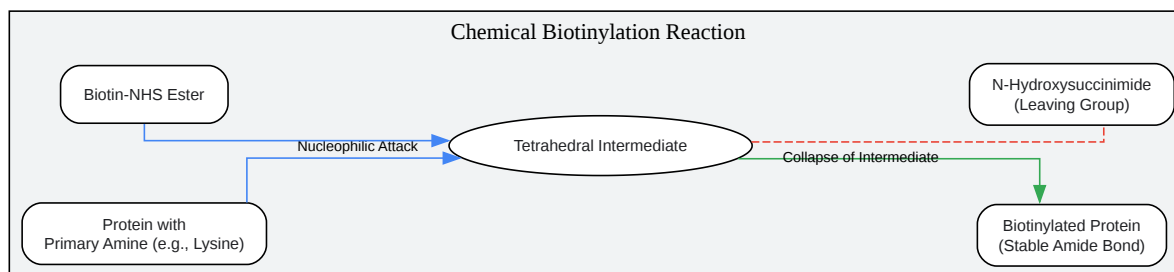 Chemical Biotinylation Reaction
Biotin-NHS Ester
N-Hydroxysuccinimide
(Leaving Group)
Nucleophilic Attack
Tetrahedral Intermediate
Collapse of Intermediate
Protein with
Primary Amine (e.g., Lysine)
Biotinylated Protein
(Stable Amide Bond)